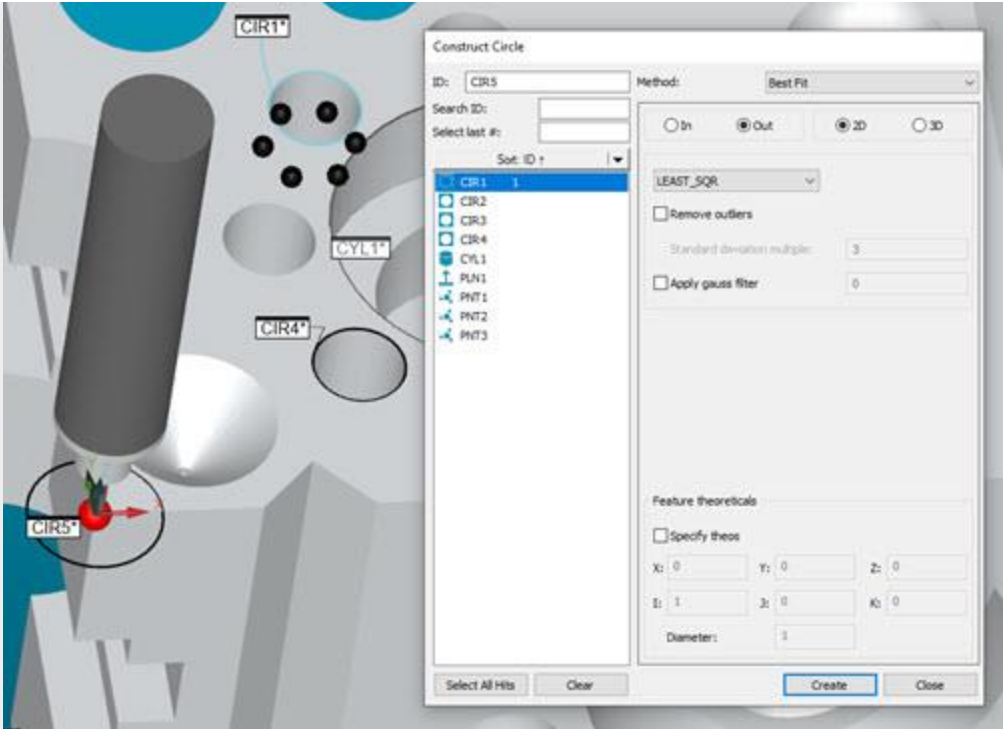 CIR1*
CYL1*
CIR4*
CIR5*
Construct Circle
ID: CIR5
Search ID:
Select last #:
Sort: ID ↑
CIR1 1
CIR2
CIR3
CIR4
CYL1
PLN1
PNT1
PNT2
PNT3
Select All Hits Clear
Method: Best Fit
In Out 2D 3D
LEAST_SQR
Remove outliers
Standard deviation multiple: 3
Apply gauss filter 0
Feature theoreticals
Specify theos
X: 0 Y: 0 Z: 0
I: 1 J: 0 K: 0
Diameter: 1
Create Close